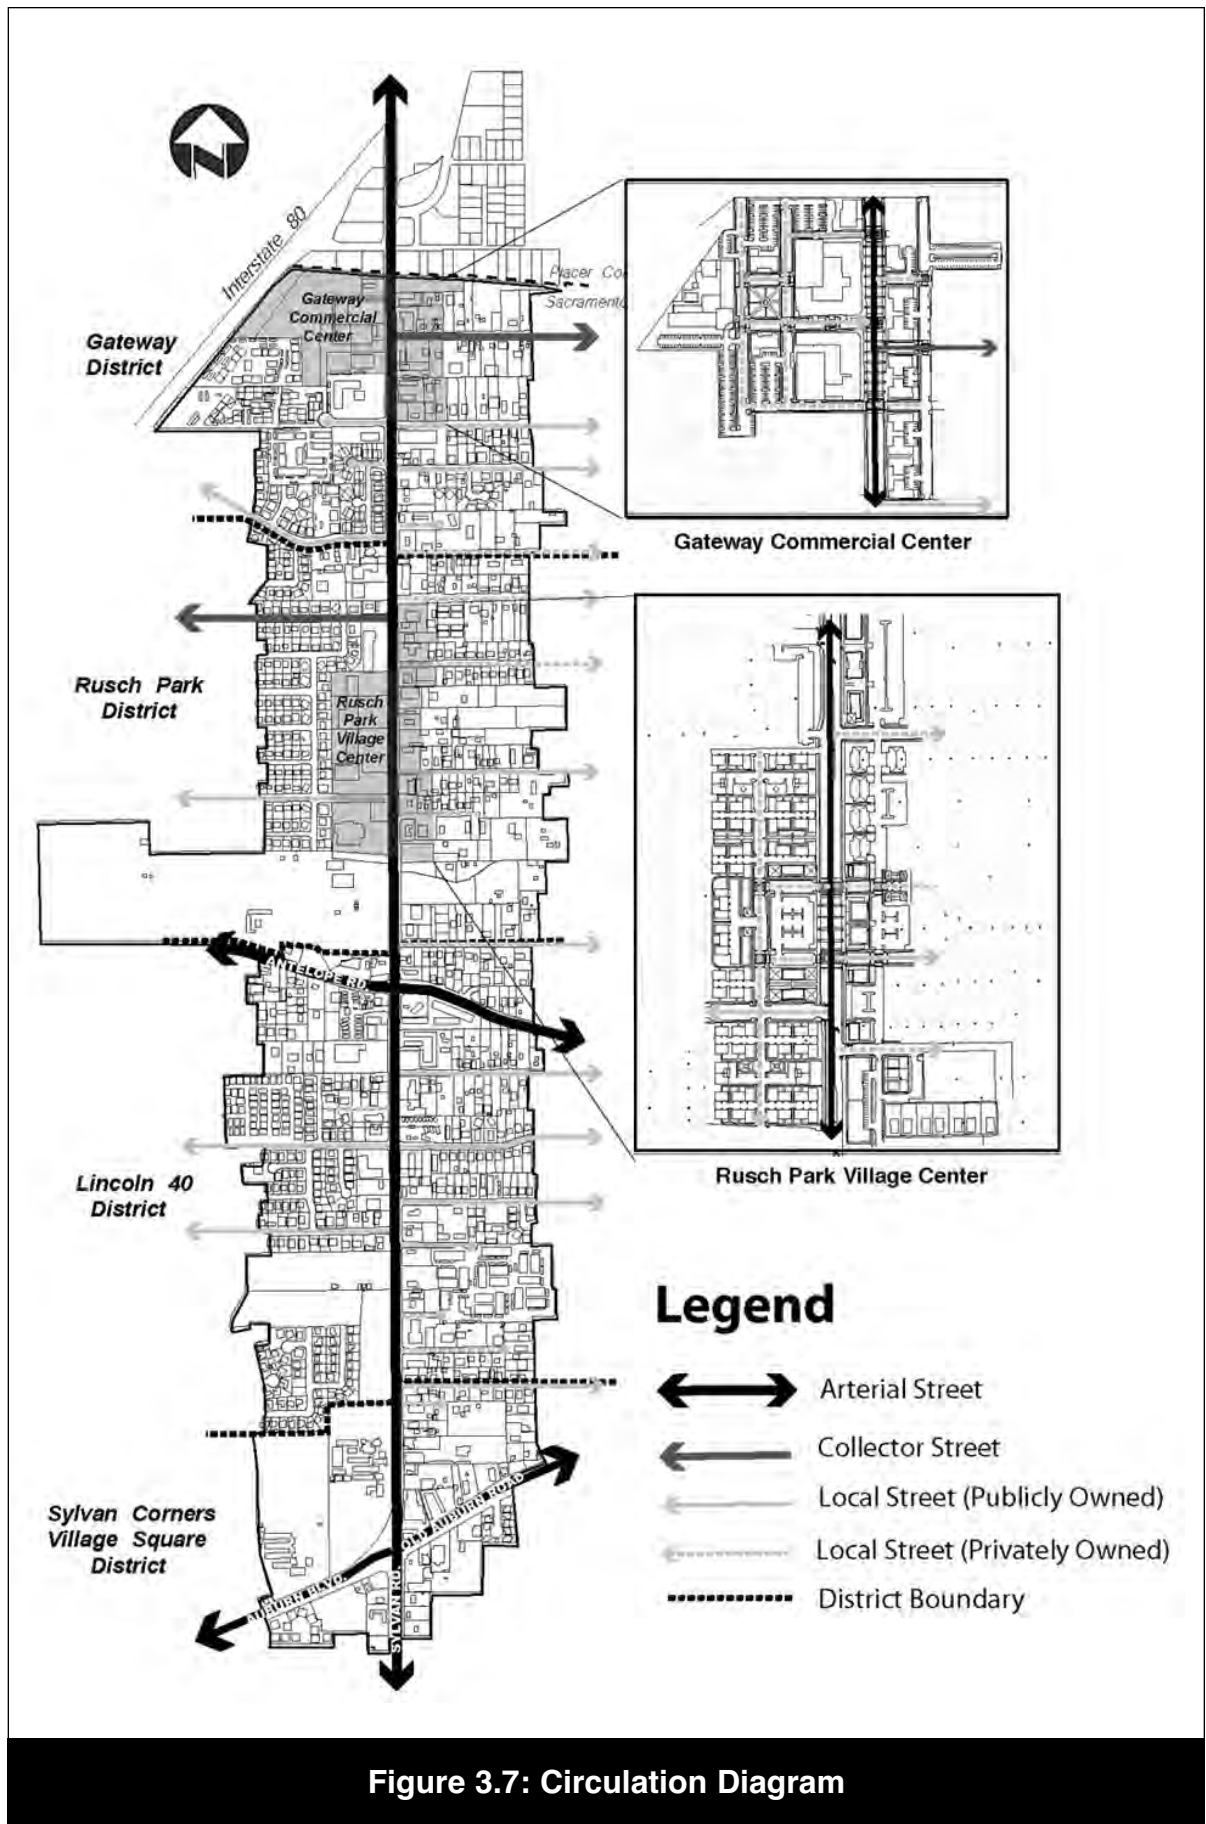 N
Interstate 80
Placer Co
Sacramento
Gateway
Commercial
Center
Gateway
District
Gateway Commercial Center
Rusch Park
District
Rusch
Park
Village
Center
ANTELOPE RD.
Rusch Park Village Center
Lincoln 40
District
Legend
Arterial Street
Collector Street
Local Street (Publicly Owned)
Local Street (Privately Owned)
District Boundary
Sylvan Corners
Village Square
District
OLD AUBURN ROAD
AUBURN BLVD.
SYLVAN RD.
Figure 3.7: Circulation Diagram